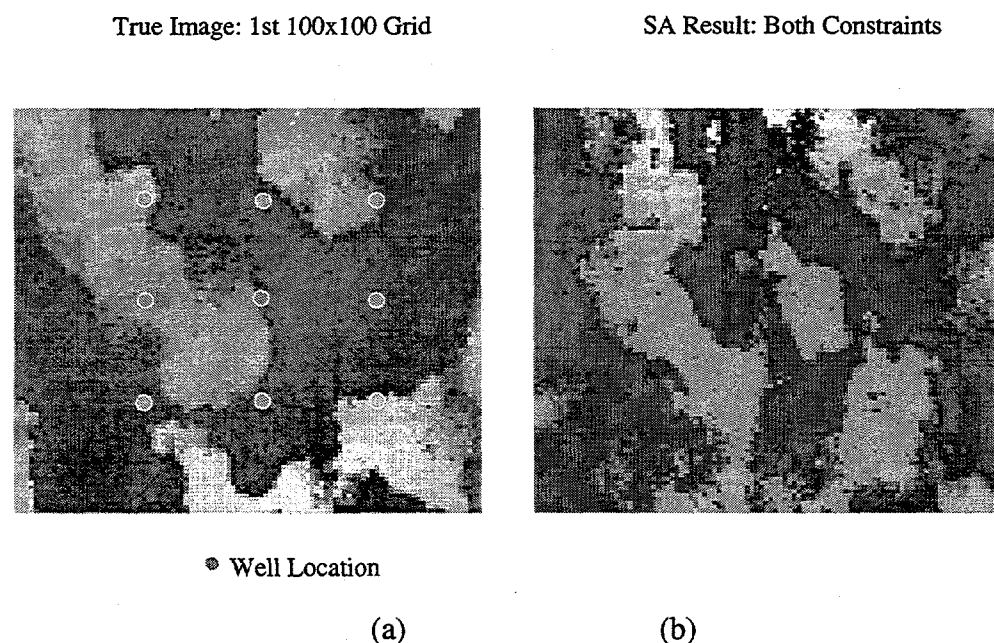 True Image: 1st 100x100 Grid
SA Result: Both Constraints
Well Location
(a)
(b)